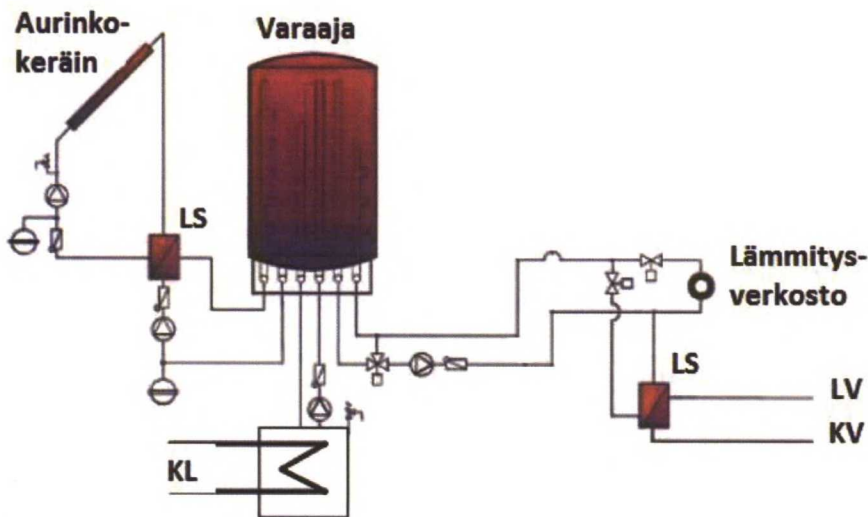 Aurinko-
keräin
Varaaja
LS
Lämmitys-
verkosto
LS
LV
KV
KL